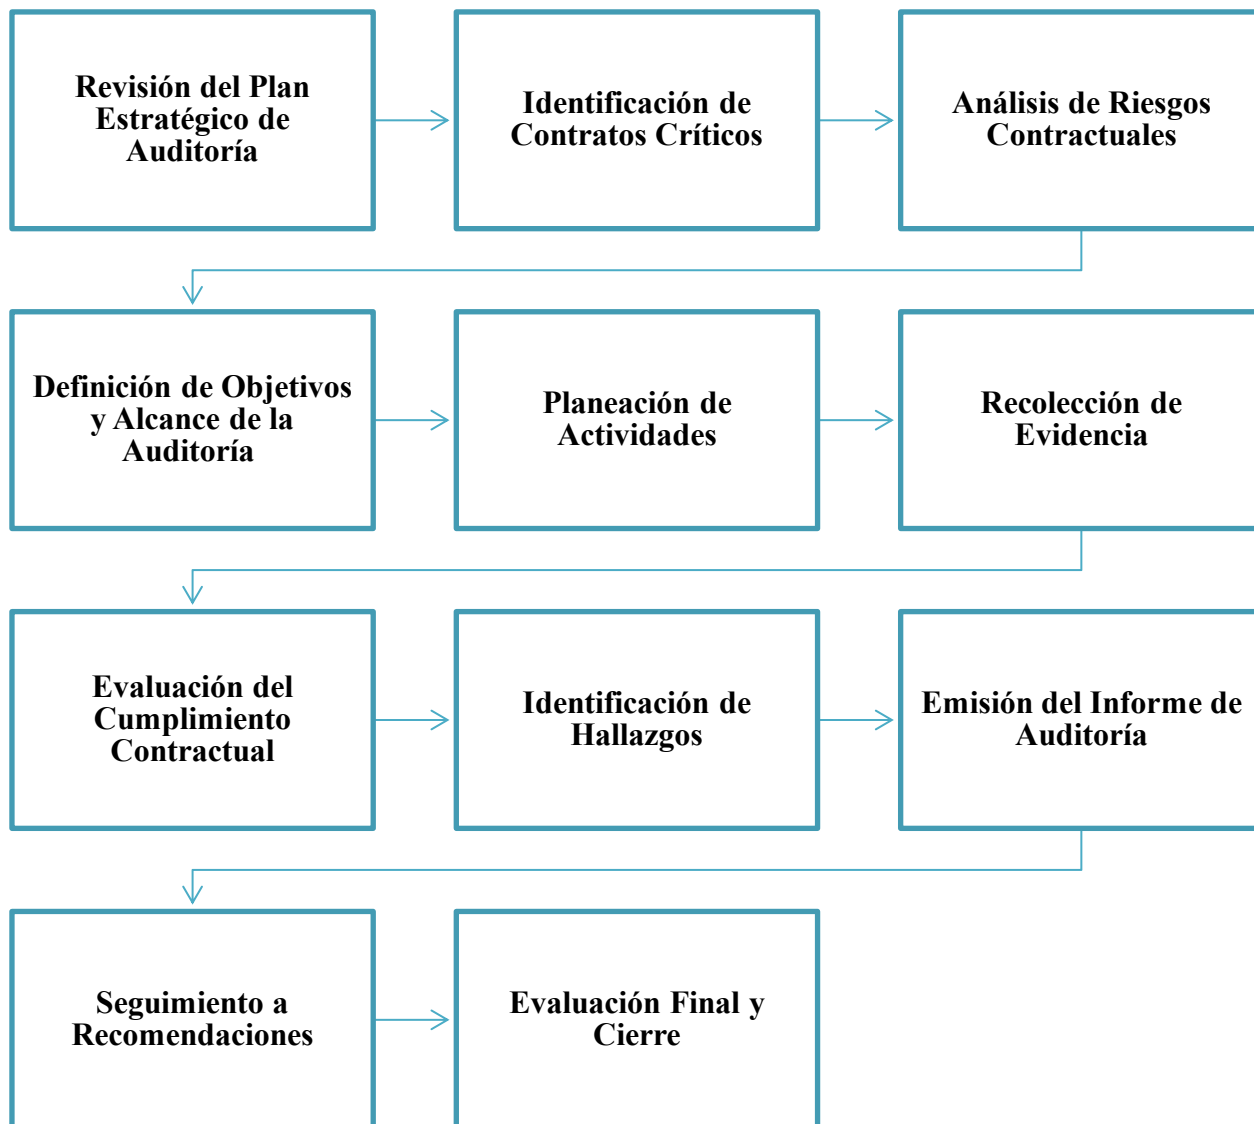 Revisión del Plan
Estratégico de
Auditoría
Identificación de
Contratos Críticos
Análisis de Riesgos
Contractuales
Definición de Objetivos
y Alcance de la
Auditoría
Planeación de
Actividades
Recolección de
Evidencia
Evaluación del
Cumplimiento
Contractual
Identificación de
Hallazgos
Emisión del Informe de
Auditoría
Seguimiento a
Recomendaciones
Evaluación Final y
Cierre